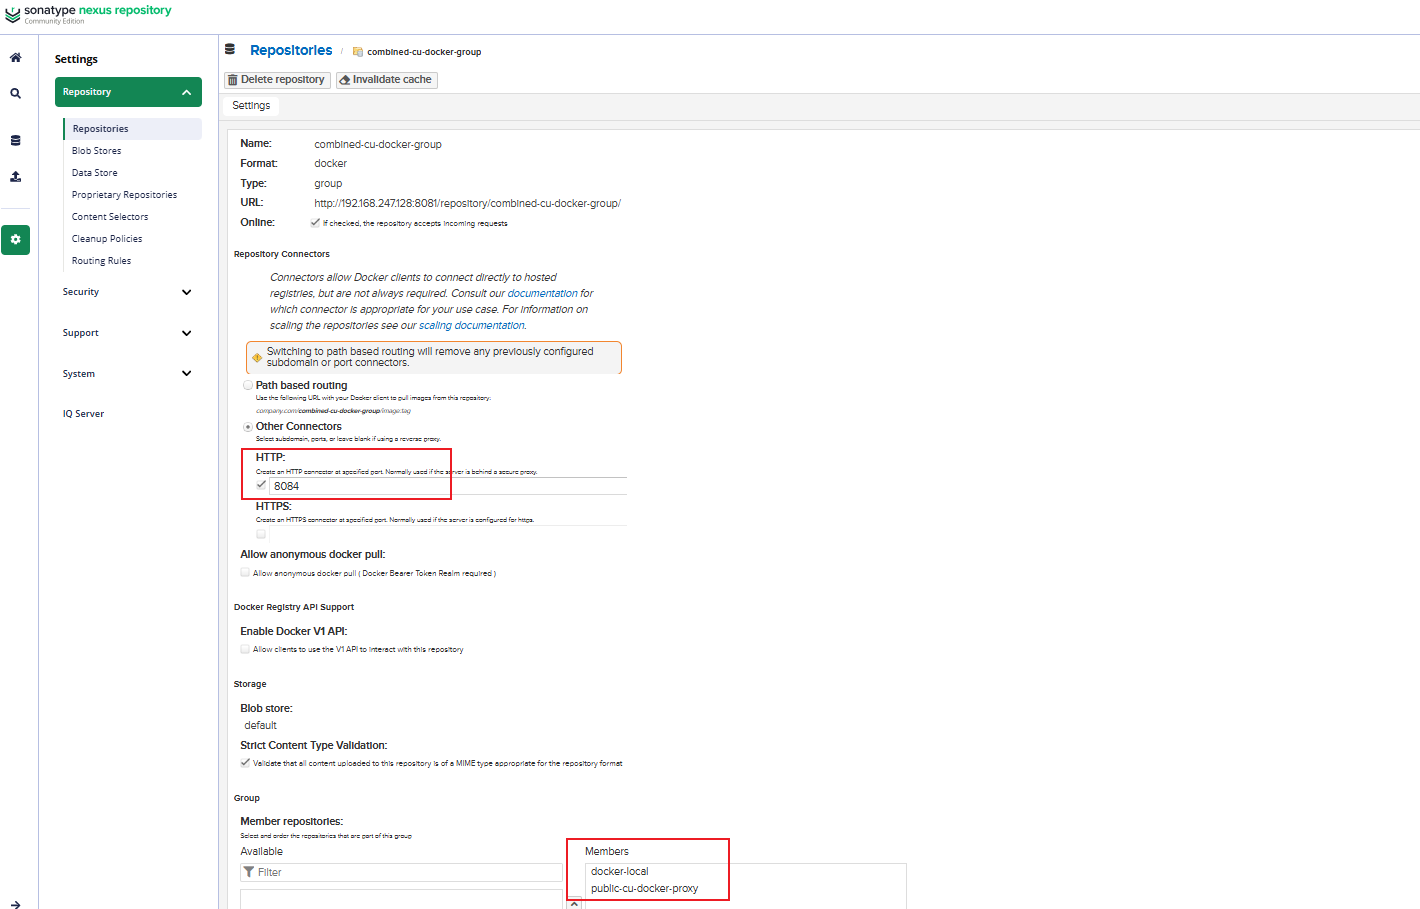 sonatype nexus repository
Community Edition
Settings
Repository
Repositories
Blob Stores
Data Store
Proprietary Repositories
Content Selectors
Cleanup Policies
Routing Rules
Security
Support
System
IQ Server
Repositories / combined-cu-docker-group
Delete repository
Invalidate cache
Settings
Name: combined-cu-docker-group
Format: docker
Type: group
URL: http://192.168.247.128:8081/repository/combined-cu-docker-group/
Online: If checked, the repository accepts incoming requests
Repository Connectors
Connectors allow Docker clients to connect directly to hosted
registries, but are not always required. Consult our documentation for
which connector is appropriate for your use case. For information on
scaling the repositories see our scaling documentation.
Switching to path based routing will remove any previously configured
subdomain or port connectors.
Path based routing
Use the following URL with your Docker client to pull images from this repository:
company.com/combined-cu-docker-group/image:tag
Other Connectors
Select subdomain, ports, or leave blank if using a reverse proxy.
HTTP:
Create an HTTP connector at specified port. Normally used if the server is behind a secure proxy.
8084
HTTPS:
Create an HTTPS connector at specified port. Normally used if the server is configured for https.
Allow anonymous docker pull:
Allow anonymous docker pull ( Docker Bearer Token Realm required )
Docker Registry API Support
Enable Docker V1 API:
Allow clients to use the V1 API to interact with this repository
Storage
Blob store:
default
Strict Content Type Validation:
Validate that all content uploaded to this repository is of a MIME type appropriate for the repository format
Group
Member repositories:
Select and order the repositories that are part of this group
Available
Filter
Members
docker-local
public-cu-docker-proxy